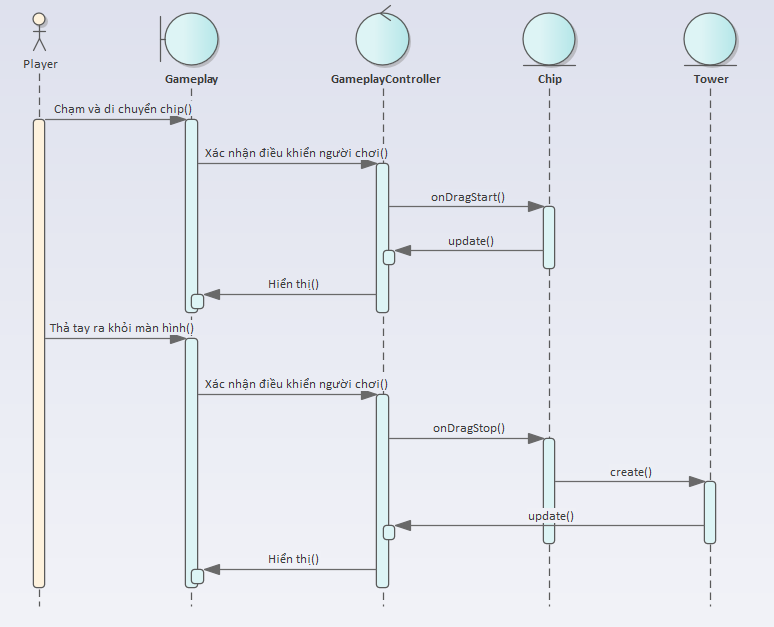 Player
Gameplay
GameplayController
Chip
Tower
Chạm và di chuyển chip()
Xác nhận điều khiển người chơi()
onDragStart()
update()
Hiển thị()
Thả tay ra khỏi màn hình()
Xác nhận điều khiển người chơi()
onDragStop()
create()
update()
Hiển thị()